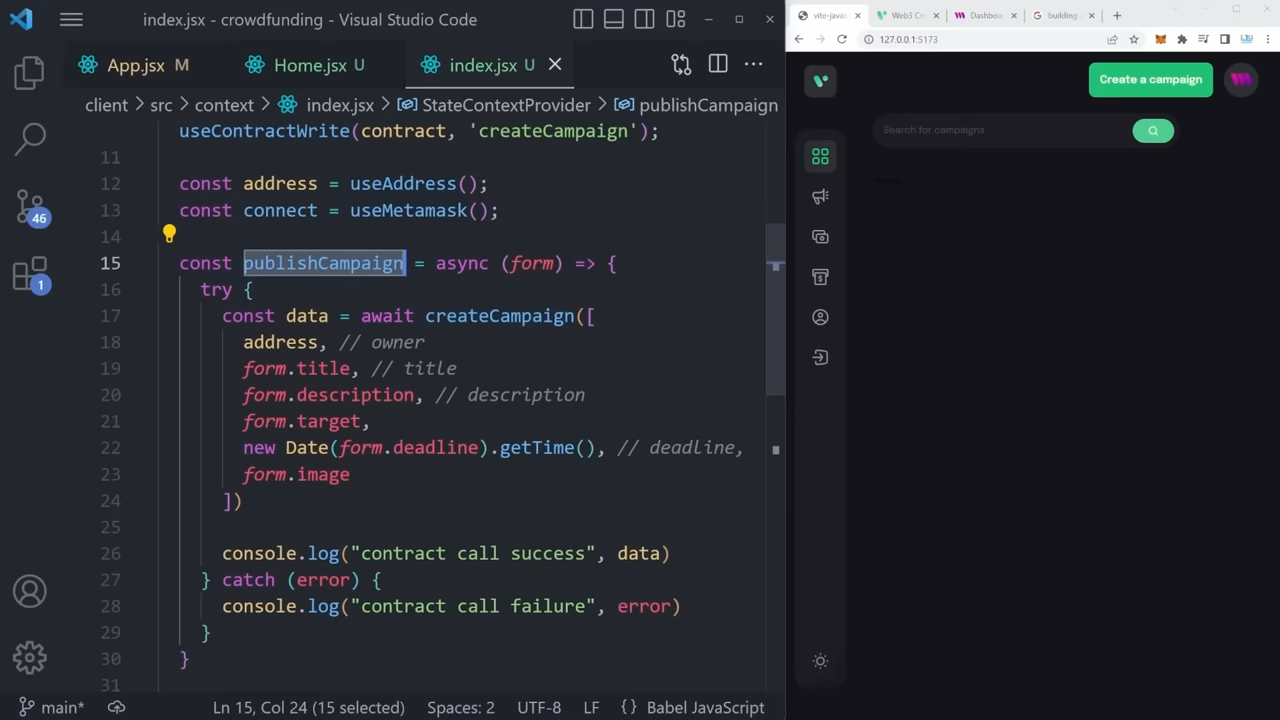 index.jsx - crowdfunding - Visual Studio Code
App.jsx M
Home.jsx U
index.jsx U
client > src > context > index.jsx > StateContextProvider > publishCampaign
useContractWrite(contract, 'createCampaign');
11
12 const address = useAddress();
13 const connect = useMetamask();
14
15 const publishCampaign = async (form) => {
16 try {
17 const data = await createCampaign([
18 address, // owner
19 form.title, // title
20 form.description, // description
21 form.target,
22 new Date(form.deadline).getTime(), // deadline,
23 form.image
24 ])
25
26 console.log("contract call success", data)
27 } catch (error) {
28 console.log("contract call failure", error)
29 }
30 }
31
46
1
main*
Ln 15, Col 24 (15 selected)
Spaces: 2
UTF-8
LF
{} Babel JavaScript
vite-javas
Web3 Cro
Dashboa
building a
127.0.0.1:5173
Create a campaign
Search for campaigns